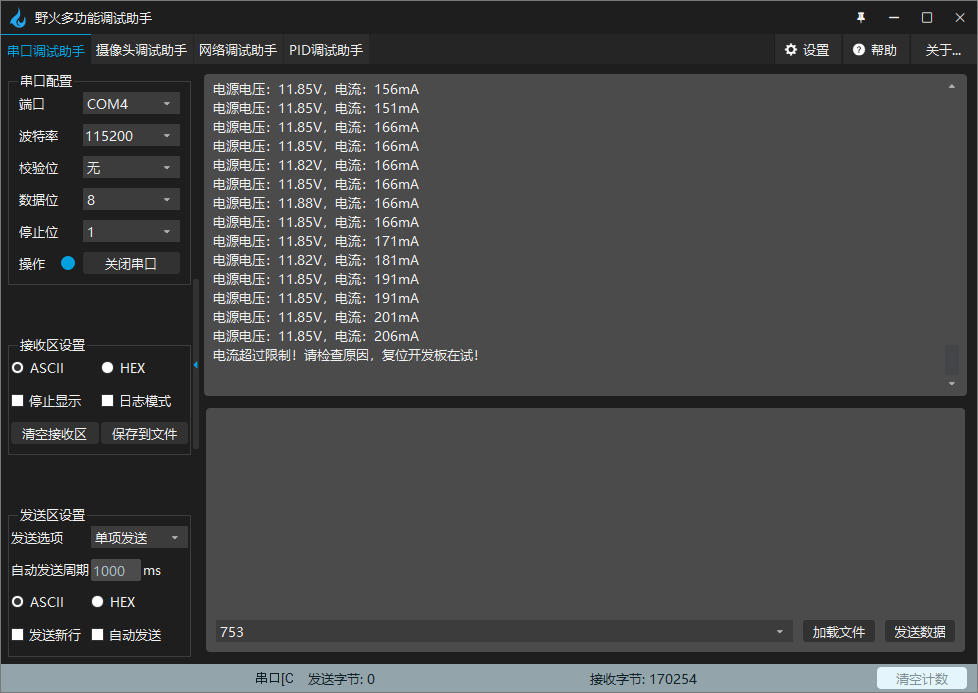 野火多功能调试助手
串口调试助手 摄像头调试助手 网络调试助手 PID调试助手 设置 帮助 关于...
串口配置
端口 COM4
波特率 115200
校验位 无
数据位 8
停止位 1
操作 关闭串口
接收区设置
ASCII HEX
停止显示 日志模式
清空接收区 保存到文件
发送区设置
发送选项 单项发送
自动发送周期 1000 ms
ASCII HEX
发送新行 自动发送
电源电压：11.85V，电流：156mA
电源电压：11.85V，电流：151mA
电源电压：11.85V，电流：166mA
电源电压：11.85V，电流：166mA
电源电压：11.82V，电流：166mA
电源电压：11.85V，电流：166mA
电源电压：11.88V，电流：166mA
电源电压：11.85V，电流：166mA
电源电压：11.85V，电流：171mA
电源电压：11.82V，电流：181mA
电源电压：11.85V，电流：191mA
电源电压：11.85V，电流：191mA
电源电压：11.85V，电流：201mA
电源电压：11.85V，电流：206mA
电流超过限制！请检查原因，复位开发板在试！
753 加载文件 发送数据
串口[C 发送字节: 0 接收字节: 170254 清空计数